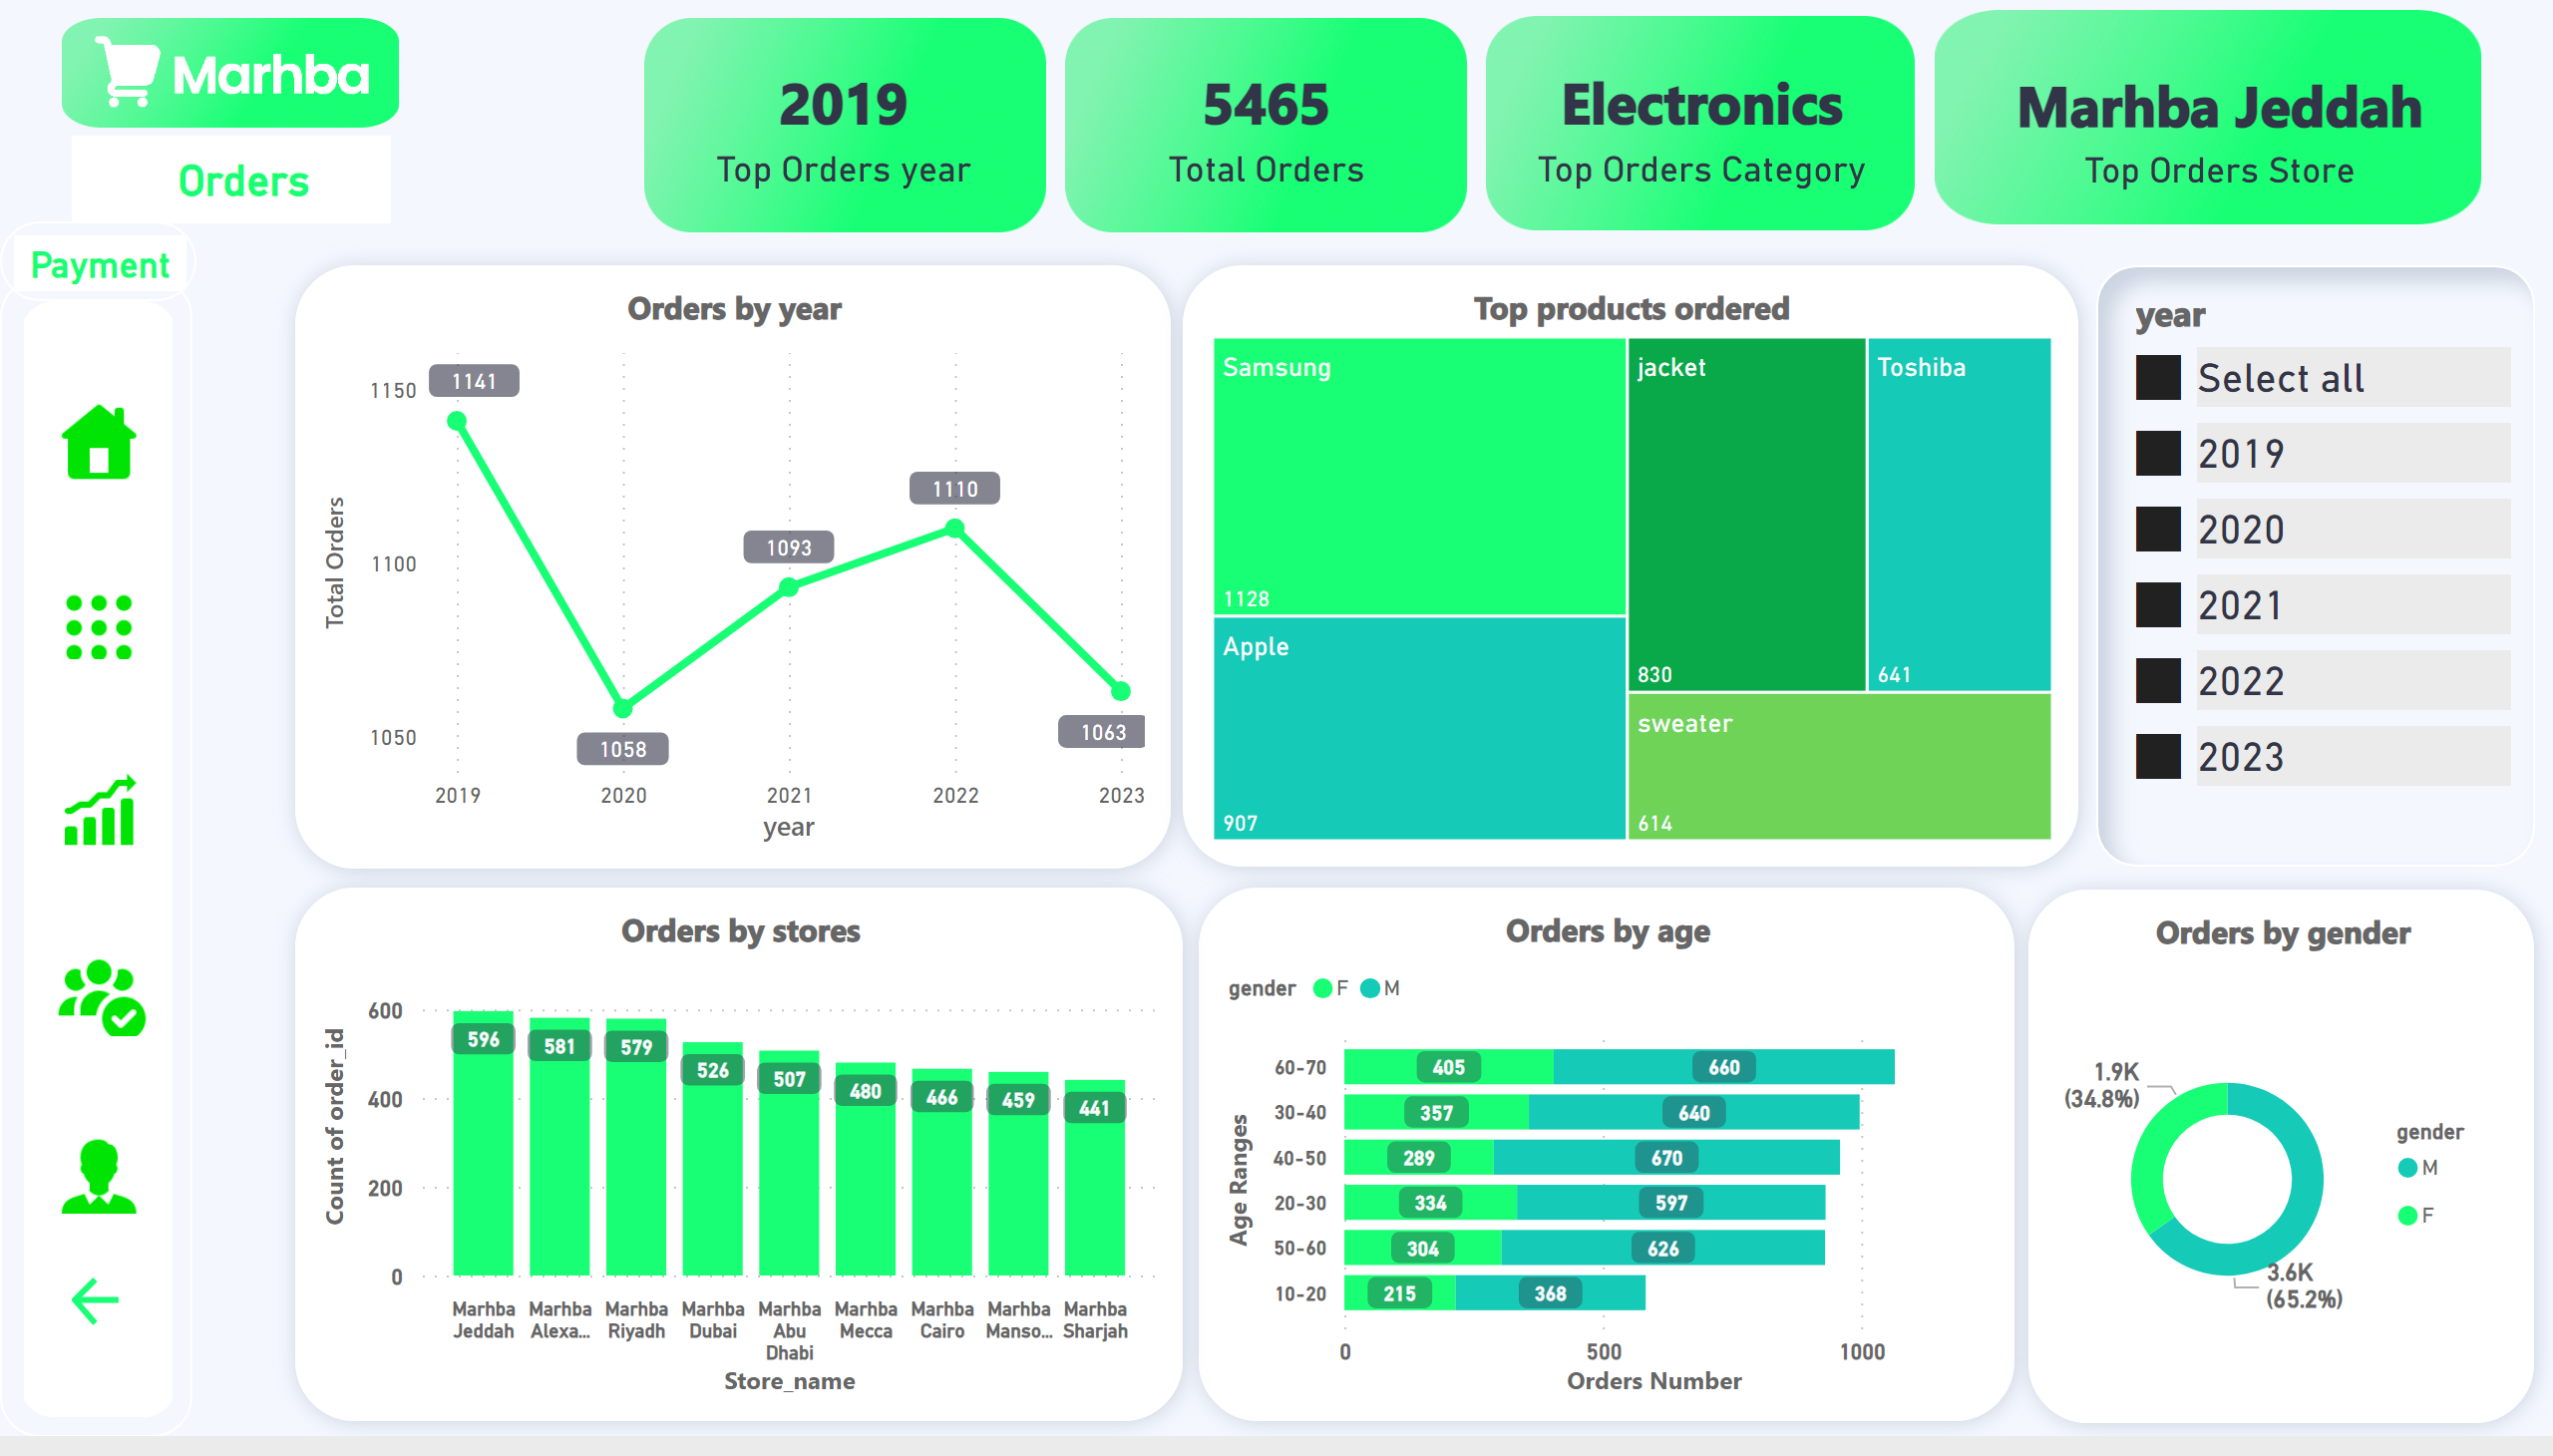 Marhba
Orders
Payment
2019
Top Orders year
5465
Total Orders
Electronics
Top Orders Category
Marhba Jeddah
Top Orders Store
Orders by year
Total Orders
1150
1100
1050
1141
1058
1093
1110
1063
2019 2020 2021 2022 2023
year
Top products ordered
Samsung
1128
Apple
907
jacket
830
Toshiba
641
sweater
614
year
Select all
2019
2020
2021
2022
2023
Orders by stores
Count of order_id
600
400
200
0
596 581 579 526 507 480 466 459 441
Marhba Jeddah
Marhba Alexa...
Marhba Riyadh
Marhba Dubai
Marhba Abu Dhabi
Marhba Mecca
Marhba Cairo
Marhba Manso...
Marhba Sharjah
Store_name
Orders by age
gender F M
Age Ranges
60-70 405 660
30-40 357 640
40-50 289 670
20-30 334 597
50-60 304 626
10-20 215 368
0 500 1000
Orders Number
Orders by gender
1.9K
(34.8%)
3.6K
(65.2%)
gender
M
F